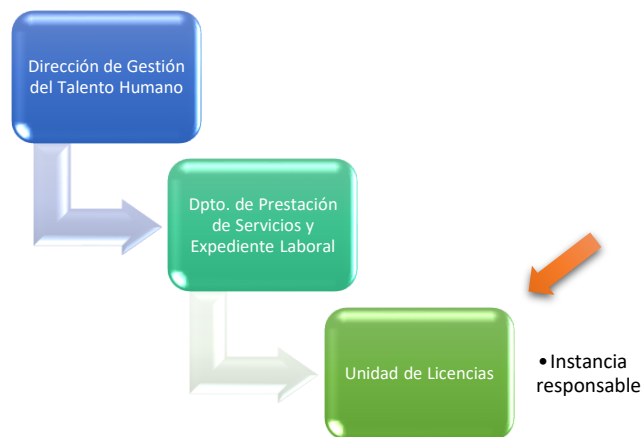 Dirección de Gestión
del Talento Humano
Dpto. de Prestación
de Servicios y
Expediente Laboral
Unidad de Licencias
•Instancia
responsable